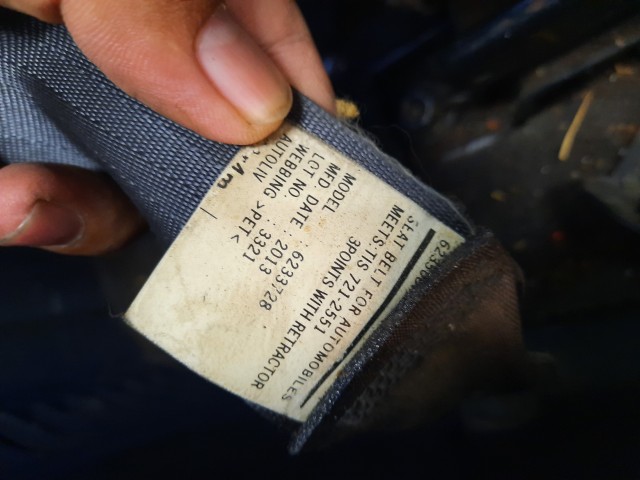 SEAT BELT FOR AUTOMOBILES
MEETS: TIS 721-2551
3POINTS WITH RETRACTOR
MODEL : 6233728
MFD. DATE : 2013
LOT NO : 3321
WEBBING >PET<
AUTOLIV